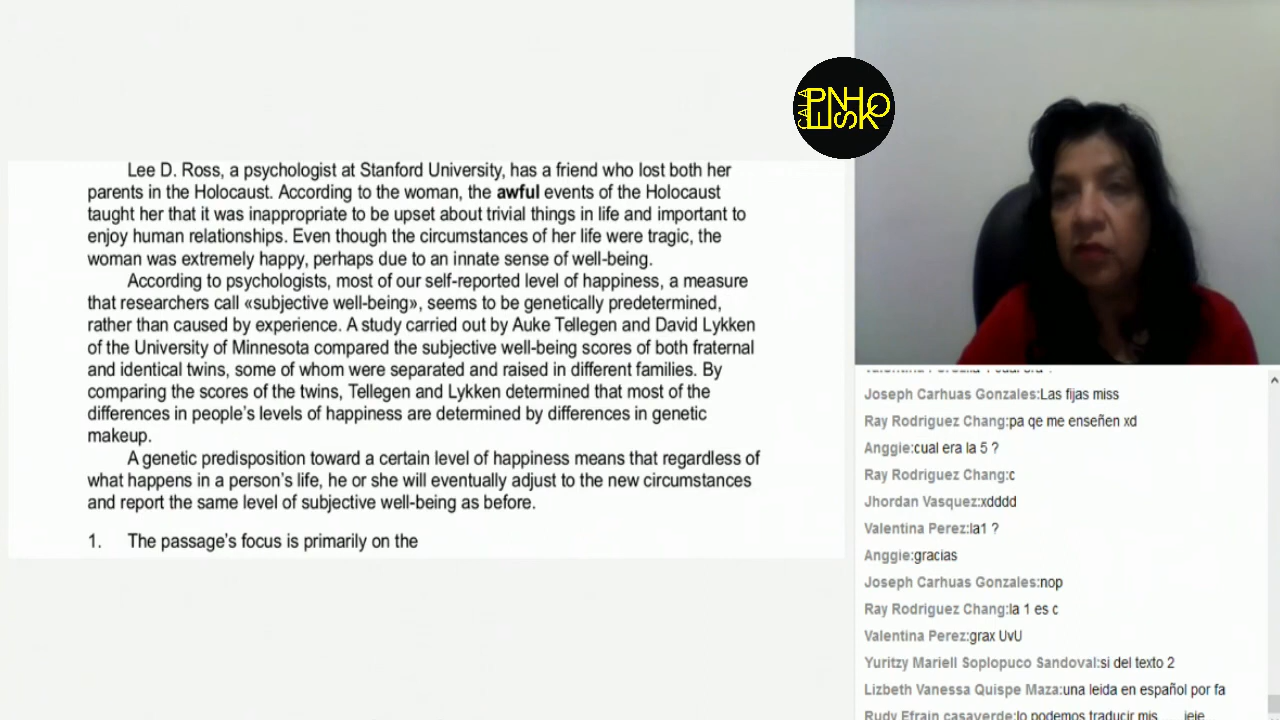 CALA
PENHOSKO
Lee D. Ross, a psychologist at Stanford University, has a friend who lost both her
parents in the Holocaust. According to the woman, the awful events of the Holocaust
taught her that it was inappropriate to be upset about trivial things in life and important to
enjoy human relationships. Even though the circumstances of her life were tragic, the
woman was extremely happy, perhaps due to an innate sense of well-being.
According to psychologists, most of our self-reported level of happiness, a measure
that researchers call «subjective well-being», seems to be genetically predetermined,
rather than caused by experience. A study carried out by Auke Tellegen and David Lykken
of the University of Minnesota compared the subjective well-being scores of both fraternal
and identical twins, some of whom were separated and raised in different families. By
comparing the scores of the twins, Tellegen and Lykken determined that most of the
differences in people's levels of happiness are determined by differences in genetic
makeup.
A genetic predisposition toward a certain level of happiness means that regardless of
what happens in a person's life, he or she will eventually adjust to the new circumstances
and report the same level of subjective well-being as before.
1. The passage's focus is primarily on the
Joseph Carhuas Gonzales:Las fijas miss
Ray Rodriguez Chang:pa qe me enseñen xd
Anggie:cual era la 5 ?
Ray Rodriguez Chang:c
Jhordan Vasquez:xdddd
Valentina Perez:la1 ?
Anggie:gracias
Joseph Carhuas Gonzales:nop
Ray Rodriguez Chang:la 1 es c
Valentina Perez:grax UvU
Yuritzy Mariell Soplopuco Sandoval:si del texto 2
Lizbeth Vanessa Quispe Maza:una leida en español por fa
Rudy Efrain casaverde:lo podemos traducir mis ..... jeje